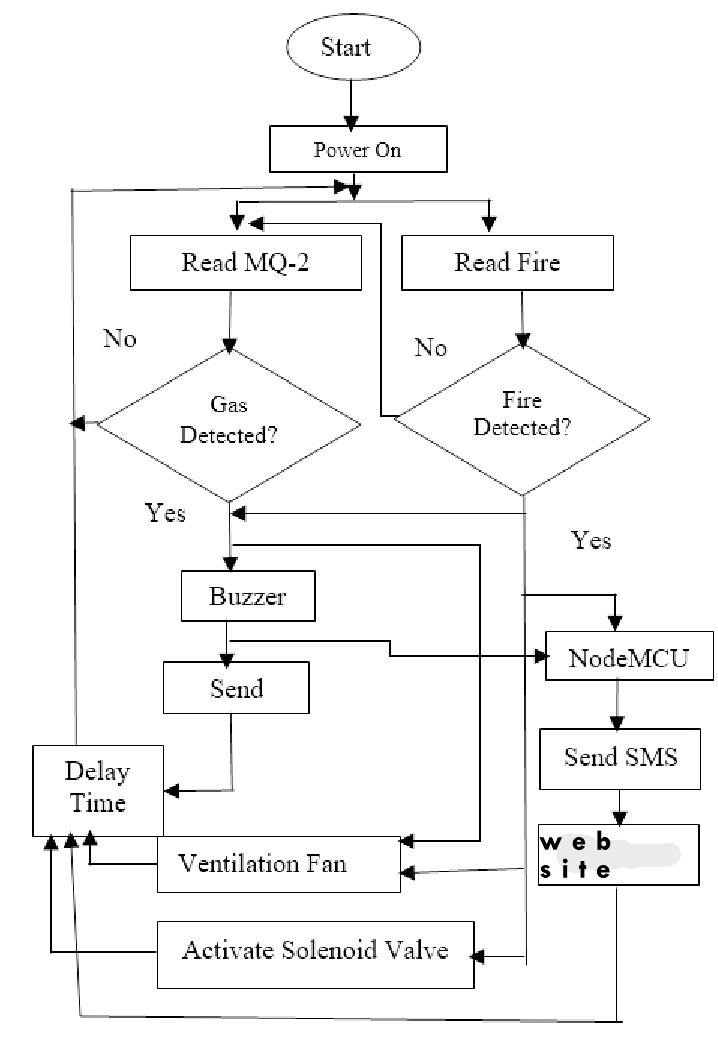 Start
Power On
Read MQ-2
Read Fire
No
No
Gas
Detected?
Fire
Detected?
Yes
Yes
Buzzer
NodeMCU
Send
Send SMS
Delay
Time
web
site
Ventilation Fan
Activate Solenoid Valve